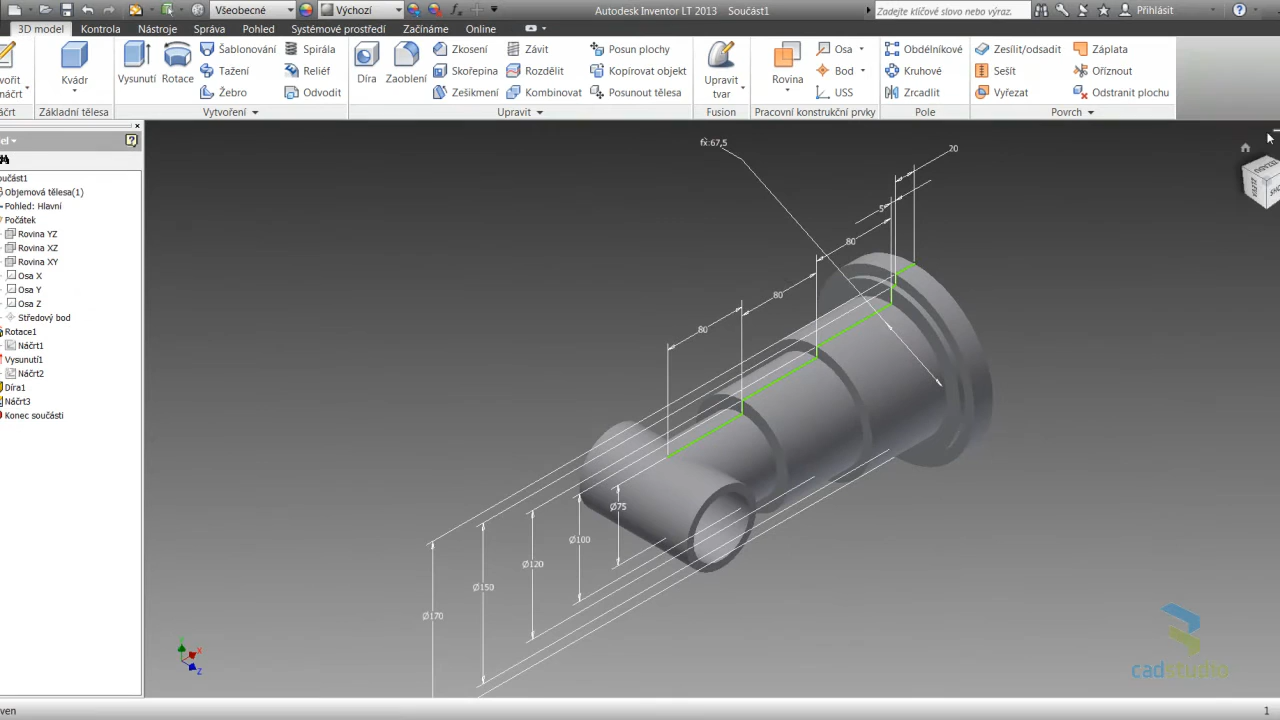 Všeobecné Výchozí Autodesk Inventor LT 2013 Součást1 Zadejte klíčové slovo nebo výraz. Přihlásit
3D model Kontrola Nástroje Správa Pohled Systémové prostředí Začínáme Online
Vysunutí Rotace Šablonování Spirála
Tažení Reliéf
Žebro Odvodit
Kvádr
Díra Zaoblení Zkosení Závit Posun plochy
Skořepina Rozdělit Kopírovat objekt
Zešikmení Kombinovat Posunout tělesa
Upravit
tvar
Rovina Osa
Bod
USS
Obdélníkové
Kruhové
Zrcadlit
Zesílit/odsadit Záplata
Sešít Oříznout
Vyřezat Odstranit plochu
Základní tělesa Vytvoření Upravit Fusion Pracovní konstrukční prvky Pole Povrch
oučást1
Objemová tělesa(1)
Pohled: Hlavní
Počátek
Rovina YZ
Rovina XZ
Rovina XY
Osa X
Osa Y
Osa Z
Středový bod
Rotace1
Náčrt1
Vysunutí1
Náčrt2
Díra1
Náčrt3
Konec součásti
fx:67,5
20
5
80
80
80
Ø75
Ø100
Ø120
Ø150
Ø170
Y
X
Z
cadstudio
ven 1